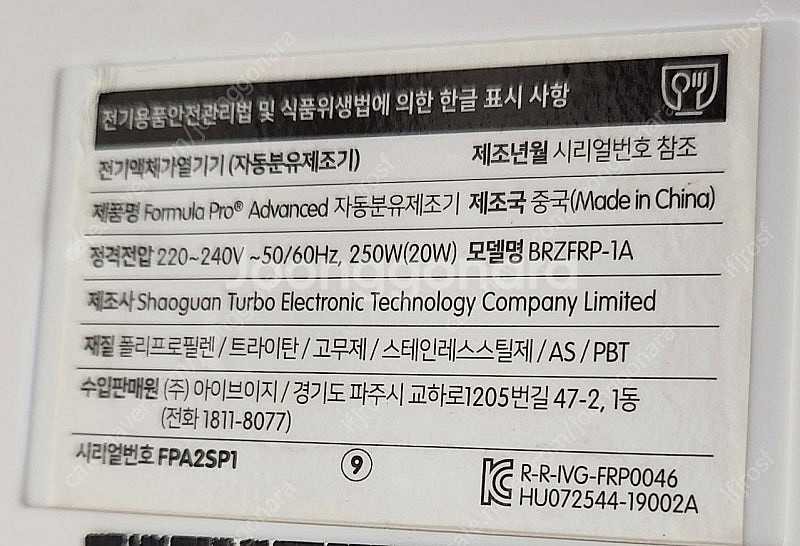 전기용품안전관리법 및 식품위생법에 의한 한글 표시 사항
전기액체가열기기 (자동분유제조기) 제조년월 시리얼번호 참조
제품명 Formula Pro® Advanced 자동분유제조기 제조국 중국(Made in China)
정격전압 220~240V ~50/60Hz, 250W(20W) 모델명 BRZFRP-1A
제조사 Shaoguan Turbo Electronic Technology Company Limited
재질 폴리프로필렌 / 트라이탄 / 고무제 / 스테인레스스틸제 / AS / PBT
수입판매원 (주) 아이브이지 / 경기도 파주시 교하로1205번길 47-2, 1동
(전화 1811-8077)
시리얼번호 FPA2SP1 ⑨ R-R-IVG-FRP0046
HU072544-19002A
Joonggonara